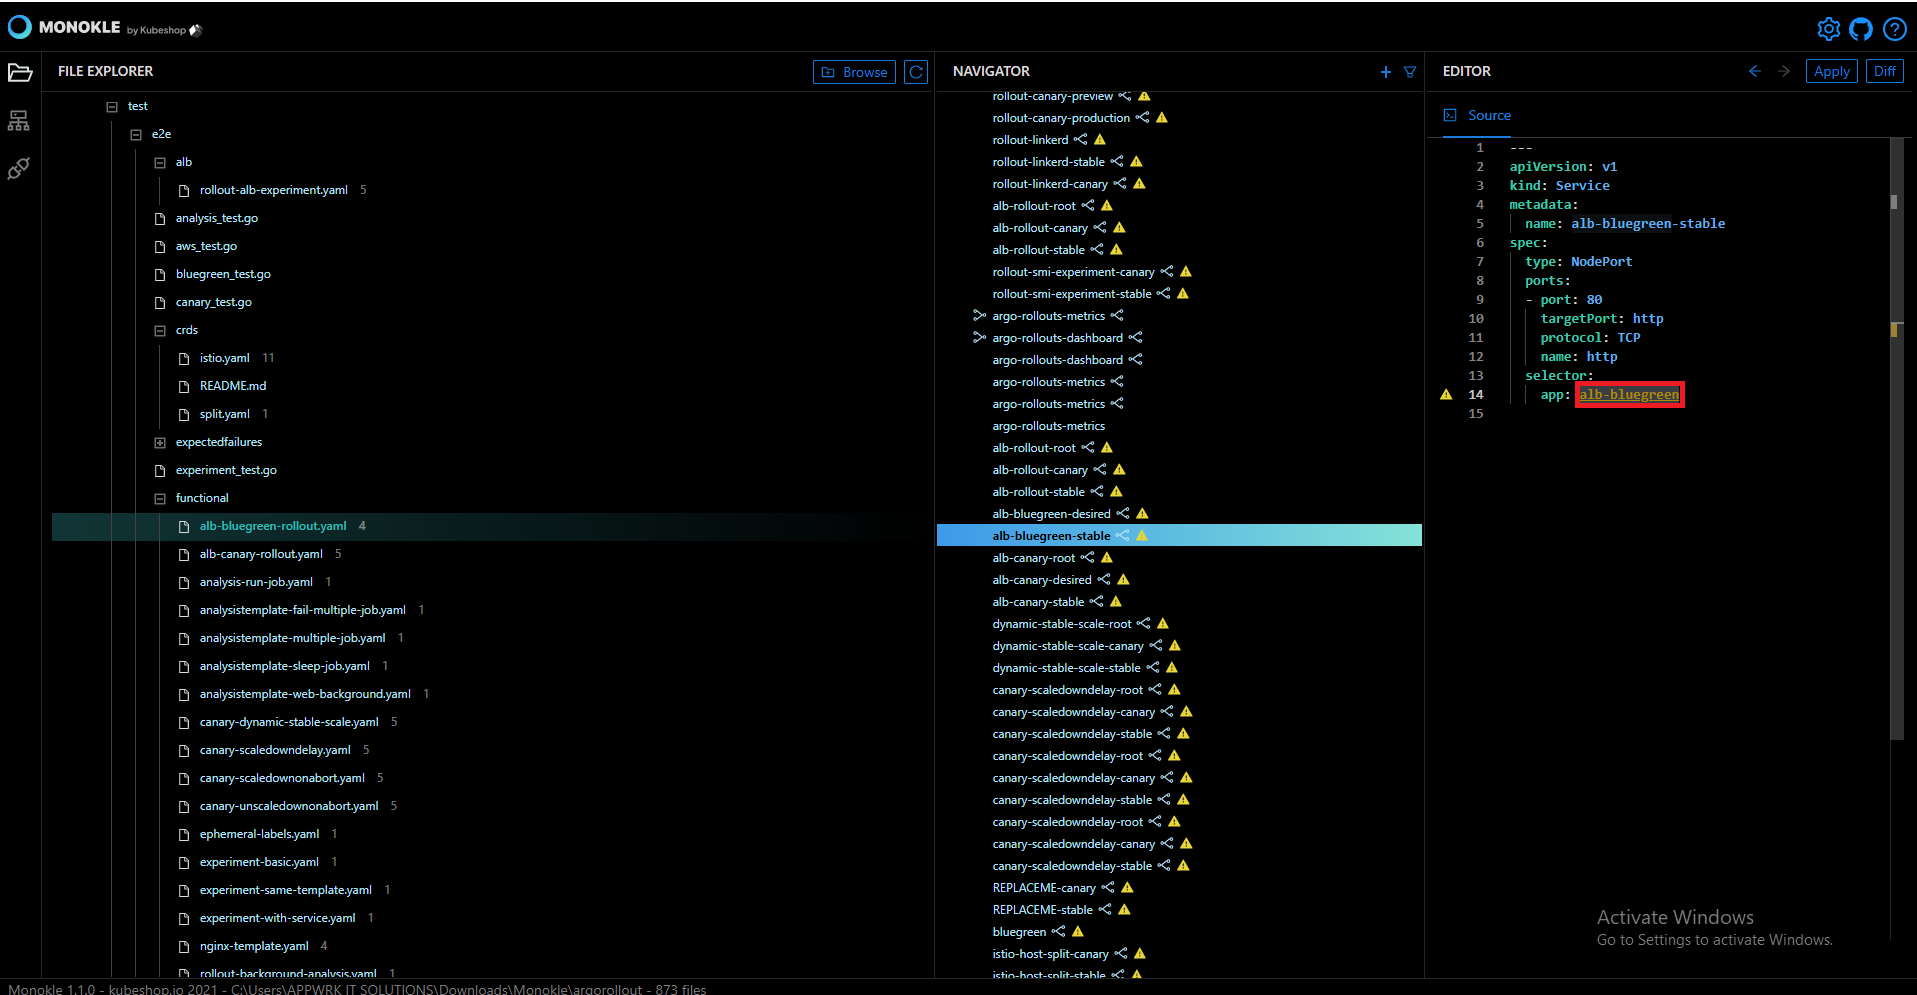 MONOKLE by Kubeshop
FILE EXPLORER
Browse
test
e2e
alb
rollout-alb-experiment.yaml 5
analysis_test.go
aws_test.go
bluegreen_test.go
canary_test.go
crds
istio.yaml 11
README.md
split.yaml 1
expectedfailures
experiment_test.go
functional
alb-bluegreen-rollout.yaml 4
alb-canary-rollout.yaml 5
analysis-run-job.yaml 1
analysistemplate-fail-multiple-job.yaml 1
analysistemplate-multiple-job.yaml 1
analysistemplate-sleep-job.yaml 1
analysistemplate-web-background.yaml 1
canary-dynamic-stable-scale.yaml 5
canary-scaledowndelay.yaml 5
canary-scaledownonabort.yaml 5
canary-unscaledownonabort.yaml 5
ephemeral-labels.yaml 1
experiment-basic.yaml 1
experiment-same-template.yaml 1
experiment-with-service.yaml 1
nginx-template.yaml 4
rollout-background-analysis.yaml 1
NAVIGATOR
rollout-canary-preview
rollout-canary-production
rollout-linkerd
rollout-linkerd-stable
rollout-linkerd-canary
alb-rollout-root
alb-rollout-canary
alb-rollout-stable
rollout-smi-experiment-canary
rollout-smi-experiment-stable
argo-rollouts-metrics
argo-rollouts-dashboard
argo-rollouts-dashboard
argo-rollouts-metrics
argo-rollouts-metrics
argo-rollouts-metrics
alb-rollout-root
alb-rollout-canary
alb-rollout-stable
alb-bluegreen-desired
alb-bluegreen-stable
alb-canary-root
alb-canary-desired
alb-canary-stable
dynamic-stable-scale-root
dynamic-stable-scale-canary
dynamic-stable-scale-stable
canary-scaledowndelay-root
canary-scaledowndelay-canary
canary-scaledowndelay-stable
canary-scaledowndelay-root
canary-scaledowndelay-canary
canary-scaledowndelay-stable
canary-scaledowndelay-root
canary-scaledowndelay-canary
canary-scaledowndelay-stable
REPLACEME-canary
REPLACEME-stable
bluegreen
istio-host-split-canary
istio-host-split-stable
EDITOR
Apply Diff
Source
1 ---
2 apiVersion: v1
3 kind: Service
4 metadata:
5 name: alb-bluegreen-stable
6 spec:
7 type: NodePort
8 ports:
9 - port: 80
10 targetPort: http
11 protocol: TCP
12 name: http
13 selector:
14 app: alb-bluegreen
15
Activate Windows
Go to Settings to activate Windows.
Monokle 1.1.0 - kubeshop.io 2021 - C:\Users\APPWRK IT SOLUTIONS\Downloads\Monokle\argorollout - 873 files